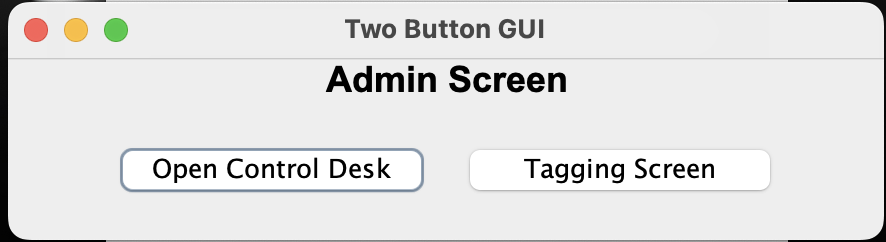 Two Button GUI
Admin Screen
Open Control Desk Tagging Screen